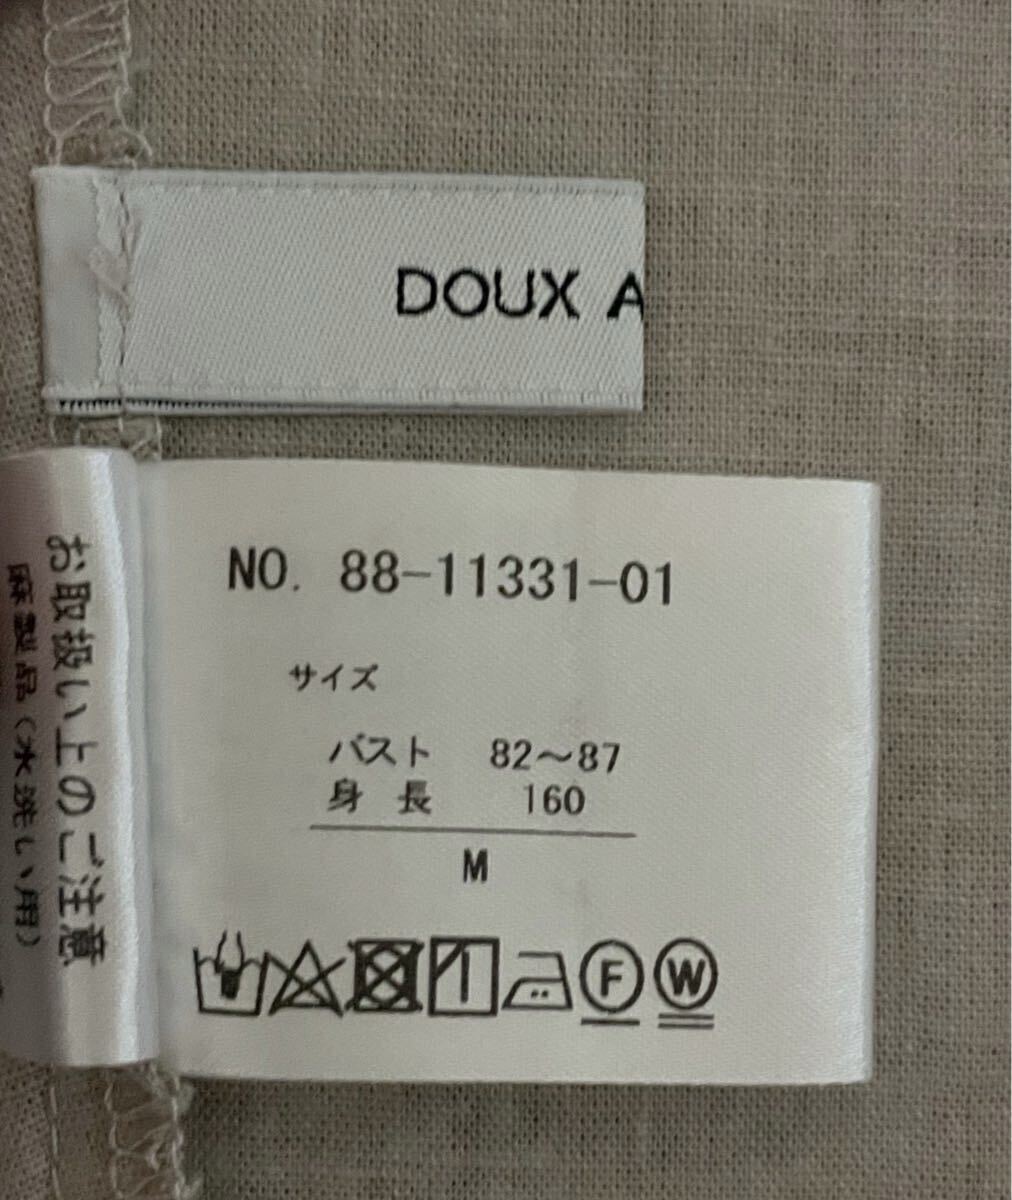 DOUX A
NO. 88-11331-01
サイズ
バスト 82～87
身長 160
M
F W
お取扱い上のご注意
麻製品(水洗い用)